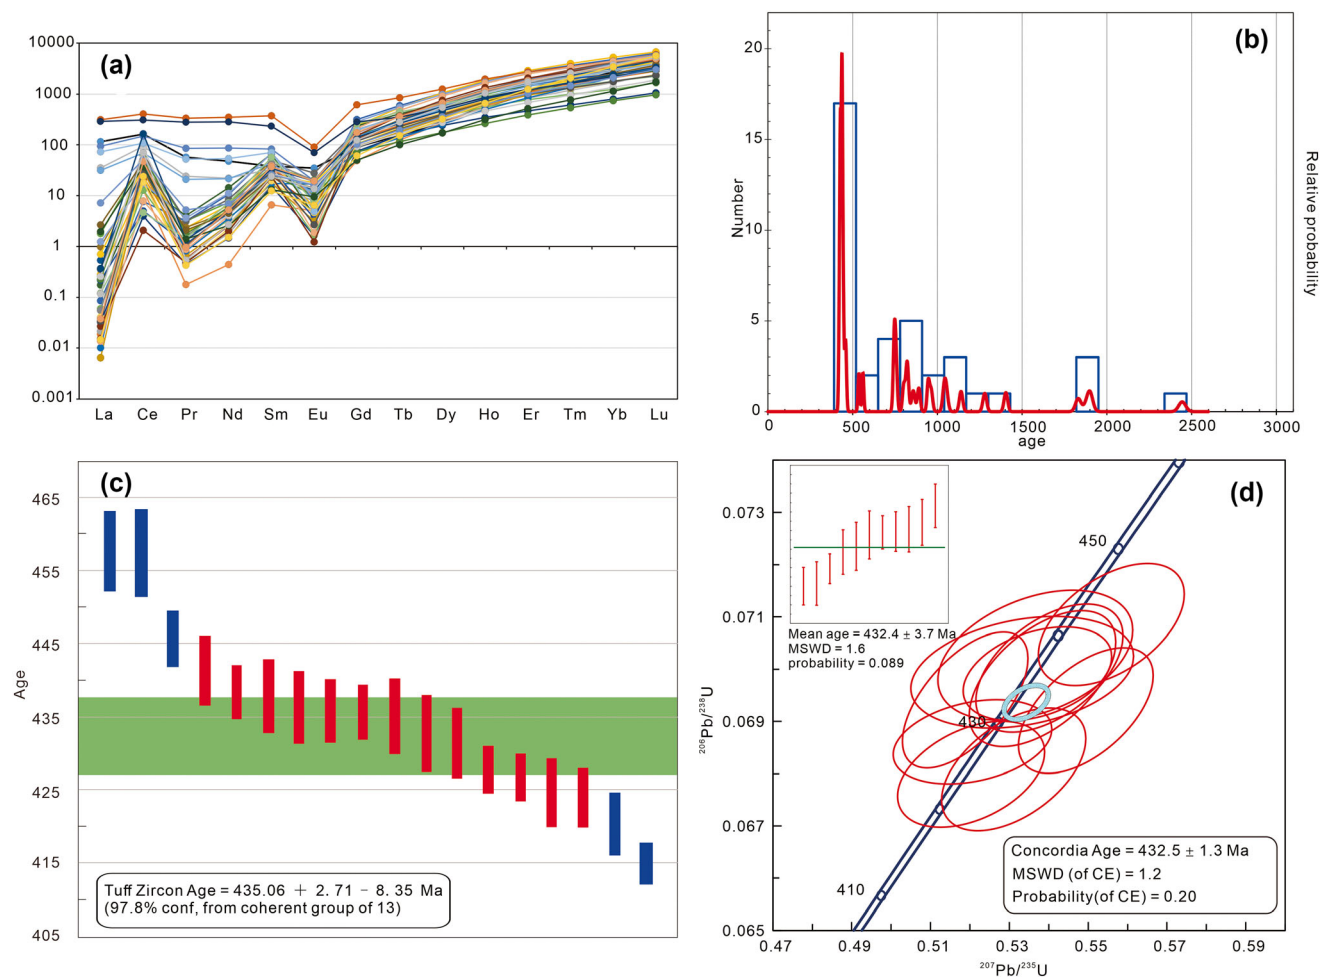 (a)
10000
1000
100
10
1
0.1
0.01
0.001
La Ce Pr Nd Sm Eu Gd Tb Dy Ho Er Tm Yb Lu
(b)
20
15
10
5
0
Number
Relative probability
0 500 1000 1500 2000 2500 3000
age
(c)
465
455
445
435
425
415
405
Age
Tuff Zircon Age = 435.06 + 2. 71 - 8. 35 Ma
(97.8% conf, from coherent group of 13)
(d)
0.073
0.071
0.069
0.067
0.065
²⁰⁶Pb/²³⁸U
450
430
410
Mean age = 432.4 ± 3.7 Ma
MSWD = 1.6
probability = 0.089
Concordia Age = 432.5 ± 1.3 Ma
MSWD (of CE) = 1.2
Probability(of CE) = 0.20
0.47 0.49 0.51 0.53 0.55 0.57 0.59
²⁰⁷Pb/²³⁵U